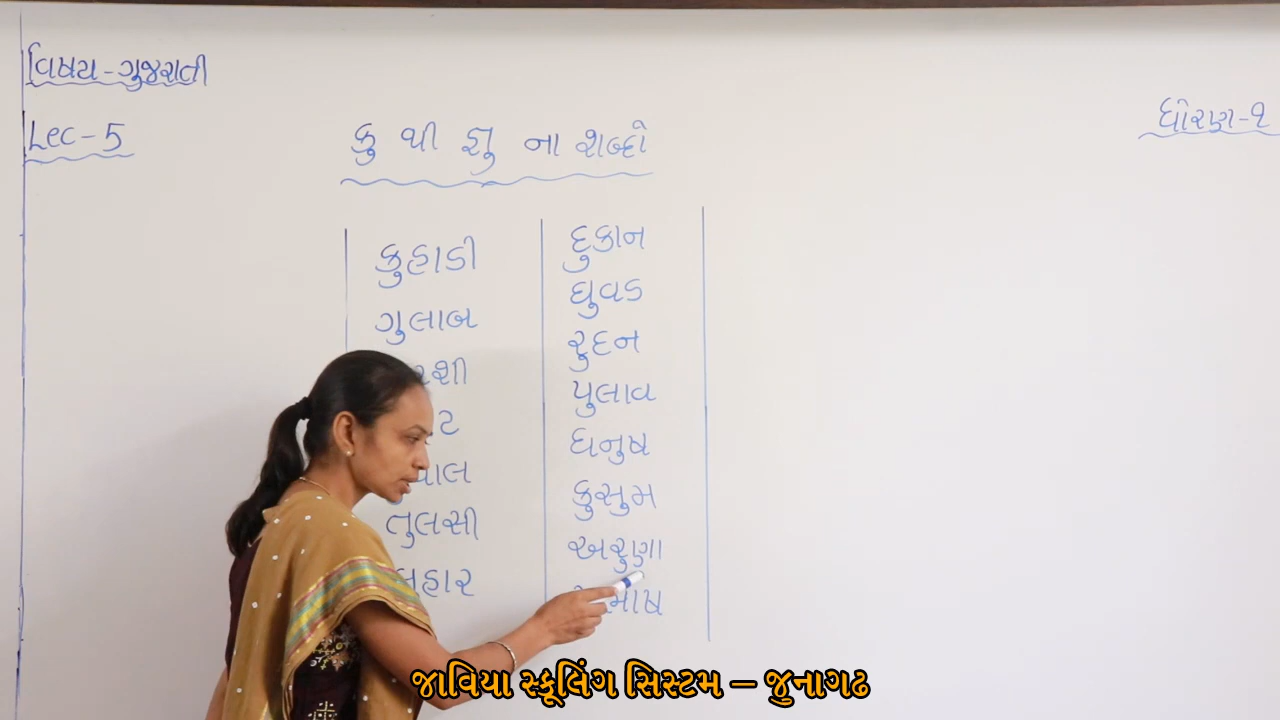 વિષય - ગુજરાતી
ધોરણ - ૧
Lec - 5
કુ થી જ્ઞુ ના શબ્દો
કુહાડી
ગુલાબ
તુલસી
દુકાન
ઘુવડ
રુદન
પુલાવ
ધનુષ
કુસુમ
અરુણા
જાવિયા સ્કૂલિંગ સિસ્ટમ – જુનાગઢ